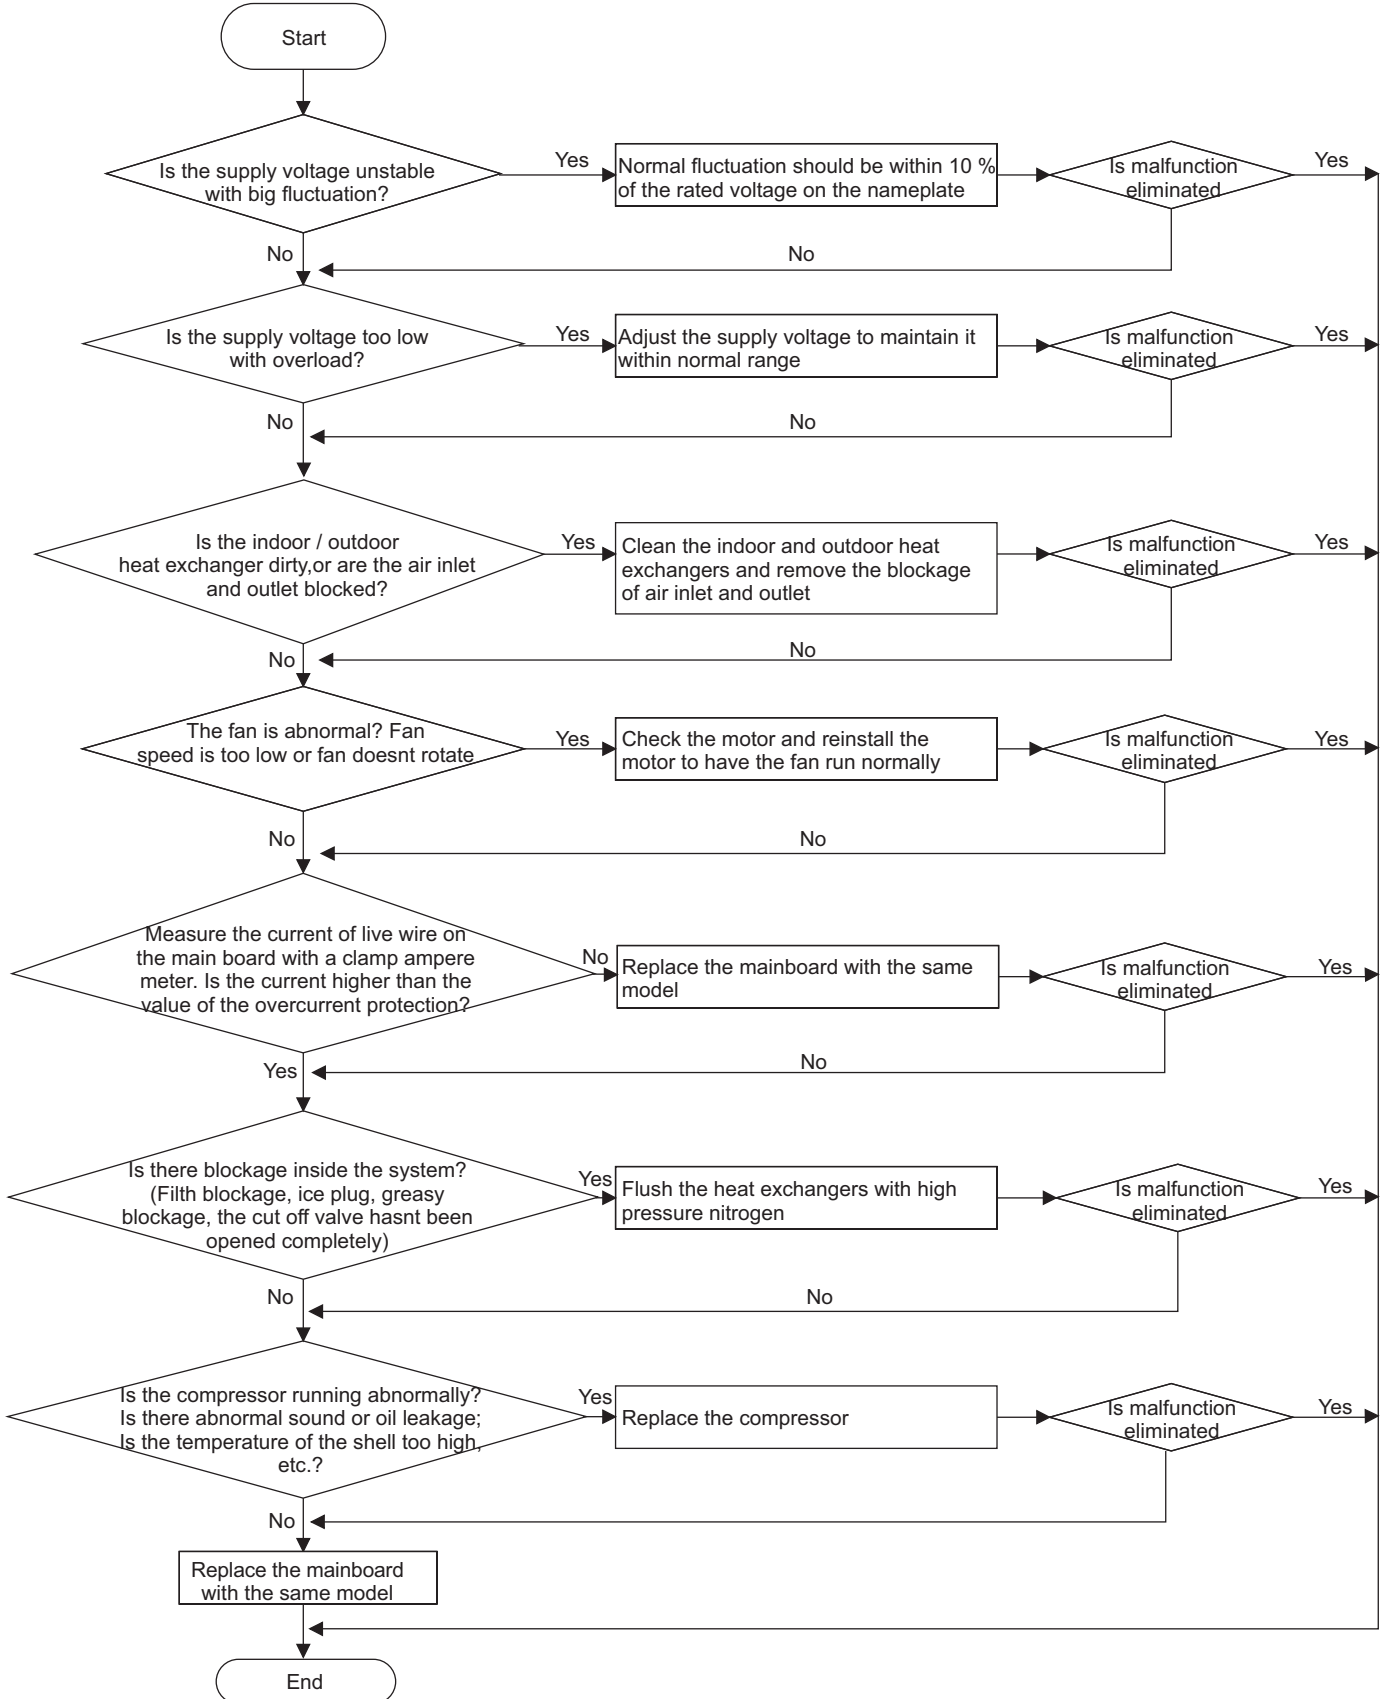 Start
Is the supply voltage unstable
with big fluctuation?
Yes
Normal fluctuation should be within 10 %
of the rated voltage on the nameplate
Is malfunction
eliminated
Yes
No
No
Is the supply voltage too low
with overload?
Yes
Adjust the supply voltage to maintain it
within normal range
Is malfunction
eliminated
Yes
No
No
Is the indoor / outdoor
heat exchanger dirty,or are the air inlet
and outlet blocked?
Yes
Clean the indoor and outdoor heat
exchangers and remove the blockage
of air inlet and outlet
Is malfunction
eliminated
Yes
No
No
The fan is abnormal? Fan
speed is too low or fan doesnt rotate
Yes
Check the motor and reinstall the
motor to have the fan run normally
Is malfunction
eliminated
Yes
No
No
Measure the current of live wire on
the main board with a clamp ampere
meter. Is the current higher than the
value of the overcurrent protection?
No
Replace the mainboard with the same
model
Is malfunction
eliminated
Yes
Yes
No
Is there blockage inside the system?
(Filth blockage, ice plug, greasy
blockage, the cut off valve hasnt been
opened completely)
Yes
Flush the heat exchangers with high
pressure nitrogen
Is malfunction
eliminated
Yes
No
No
Is the compressor running abnormally?
Is there abnormal sound or oil leakage;
Is the temperature of the shell too high,
etc.?
Yes
Replace the compressor
Is malfunction
eliminated
Yes
No
Replace the mainboard
with the same model
End